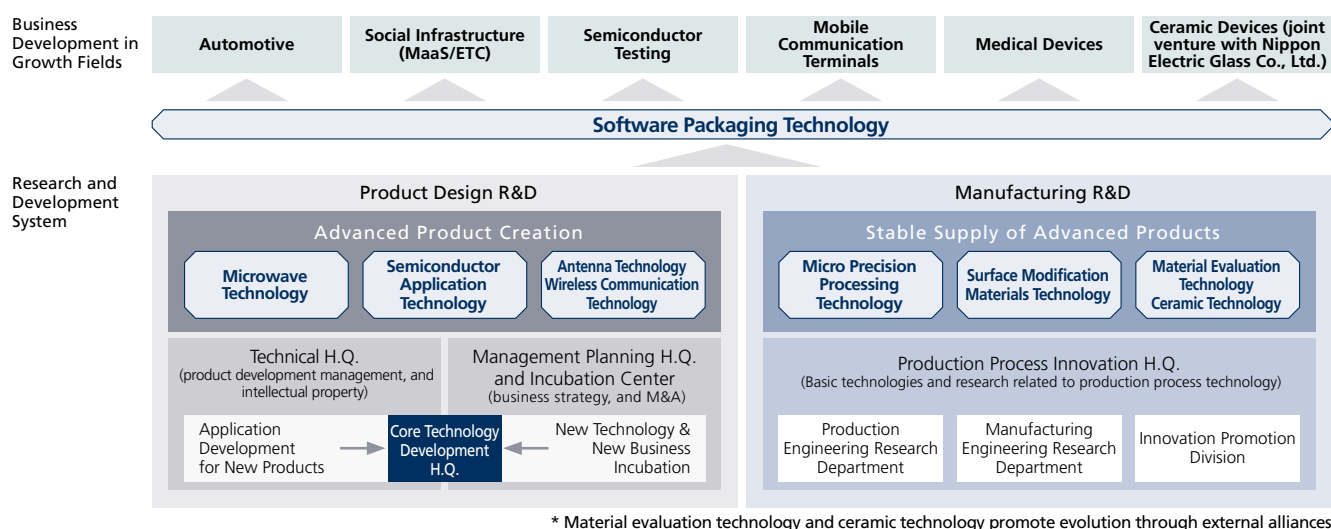 Business
Development in
Growth Fields
Automotive
Social Infrastructure
(MaaS/ETC)
Semiconductor
Testing
Mobile
Communication
Terminals
Medical Devices
Ceramic Devices (joint
venture with Nippon
Electric Glass Co., Ltd.)
Software Packaging Technology
Research and
Development
System
Product Design R&D
Advanced Product Creation
Microwave
Technology
Semiconductor
Application
Technology
Antenna Technology
Wireless Communication
Technology
Technical H.Q.
(product development management, and
intellectual property)
Management Planning H.Q.
and Incubation Center
(business strategy, and M&A)
Application
Development
for New Products
Core Technology
Development
H.Q.
New Technology &
New Business
Incubation
Manufacturing R&D
Stable Supply of Advanced Products
Micro Precision
Processing
Technology
Surface Modification
Materials Technology
Material Evaluation
Technology
Ceramic Technology
Production Process Innovation H.Q.
(Basic technologies and research related to production process technology)
Production
Engineering Research
Department
Manufacturing
Engineering Research
Department
Innovation Promotion
Division
* Material evaluation technology and ceramic technology promote evolution through external alliances